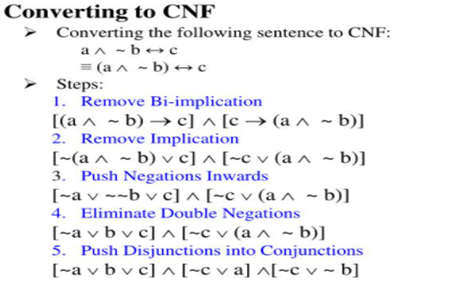 Converting to CNF
➤ Converting the following sentence to CNF:
a ∧ ~ b ↔ c
≡ (a ∧ ~ b) ↔ c
➤ Steps:
1. Remove Bi-implication
[(a ∧ ~ b) → c] ∧ [c → (a ∧ ~ b)]
2. Remove Implication
[~(a ∧ ~ b) ∨ c] ∧ [~c ∨ (a ∧ ~ b)]
3. Push Negations Inwards
[~a ∨ ~~b ∨ c] ∧ [~c ∨ (a ∧ ~ b)]
4. Eliminate Double Negations
[~a ∨ b ∨ c] ∧ [~c ∨ (a ∧ ~ b)]
5. Push Disjunctions into Conjunctions
[~a ∨ b ∨ c] ∧ [~c ∨ a] ∧[~c ∨ ~ b]